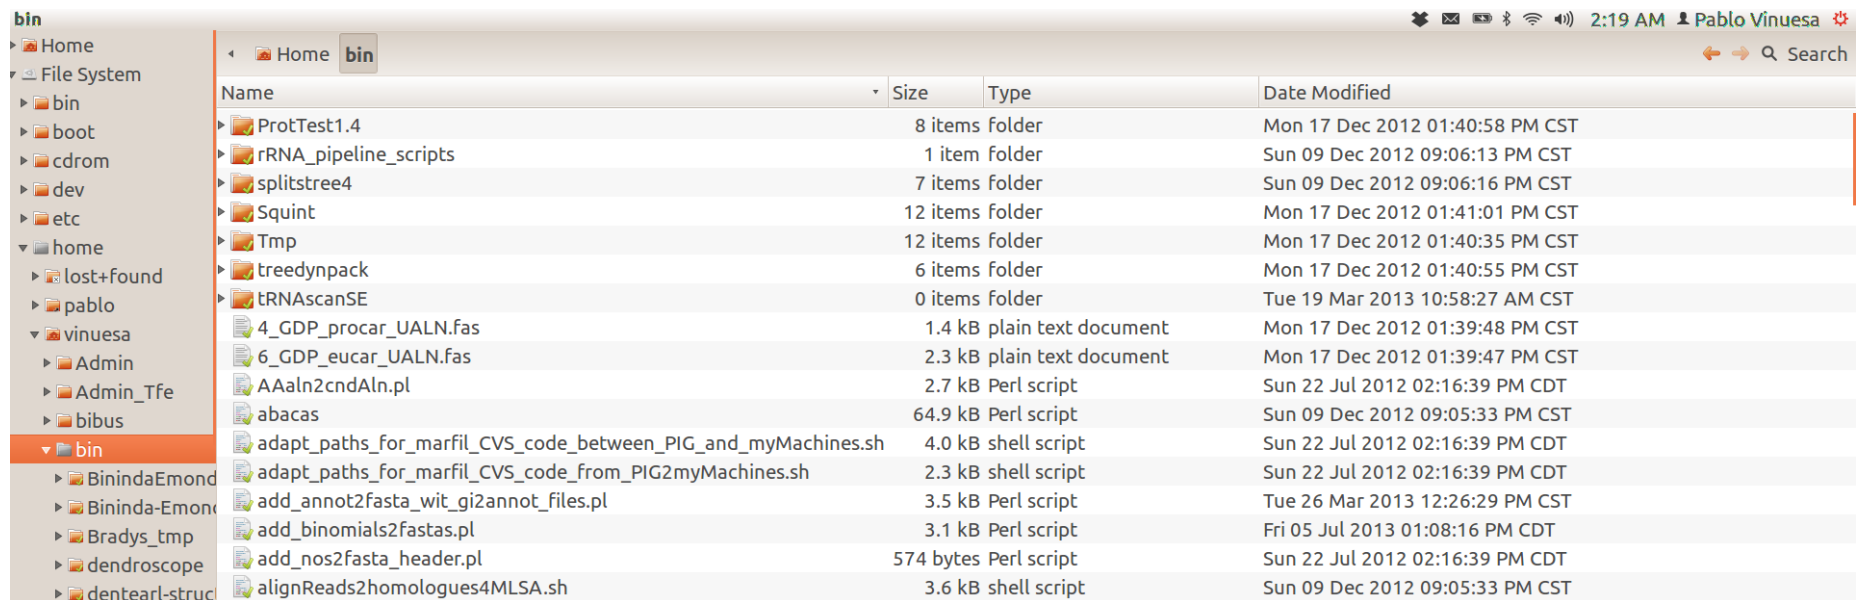 bin
2:19 AM Pablo Vinuesa
Home
File System
bin
boot
cdrom
dev
etc
home
lost+found
pablo
vinuesa
Admin
Admin_Tfe
bibus
bin
BinindaEmond
Bininda-Emond
Bradys_tmp
dendroscope
dentearl-struct
Home bin Search
Name Size Type Date Modified
ProtTest1.4 8 items folder Mon 17 Dec 2012 01:40:58 PM CST
rRNA_pipeline_scripts 1 item folder Sun 09 Dec 2012 09:06:13 PM CST
splitstree4 7 items folder Sun 09 Dec 2012 09:06:16 PM CST
Squint 12 items folder Mon 17 Dec 2012 01:41:01 PM CST
Tmp 12 items folder Mon 17 Dec 2012 01:40:35 PM CST
treedynpack 6 items folder Mon 17 Dec 2012 01:40:55 PM CST
tRNAscanSE 0 items folder Tue 19 Mar 2013 10:58:27 AM CST
4_GDP_procar_UALN.fas 1.4 kB plain text document Mon 17 Dec 2012 01:39:48 PM CST
6_GDP_eucar_UALN.fas 2.3 kB plain text document Mon 17 Dec 2012 01:39:47 PM CST
AAaln2cndAln.pl 2.7 kB Perl script Sun 22 Jul 2012 02:16:39 PM CDT
abacas 64.9 kB Perl script Sun 09 Dec 2012 09:05:33 PM CST
adapt_paths_for_marfil_CVS_code_between_PIG_and_myMachines.sh 4.0 kB shell script Sun 22 Jul 2012 02:16:39 PM CDT
adapt_paths_for_marfil_CVS_code_from_PIG2myMachines.sh 2.3 kB shell script Sun 22 Jul 2012 02:16:39 PM CDT
add_annot2fasta_wit_gi2annot_files.pl 3.5 kB Perl script Tue 26 Mar 2013 12:26:29 PM CST
add_binomials2fastas.pl 3.1 kB Perl script Fri 05 Jul 2013 01:08:16 PM CDT
add_nos2fasta_header.pl 574 bytes Perl script Sun 22 Jul 2012 02:16:39 PM CDT
alignReads2homologues4MLSA.sh 3.6 kB shell script Sun 09 Dec 2012 09:05:33 PM CST